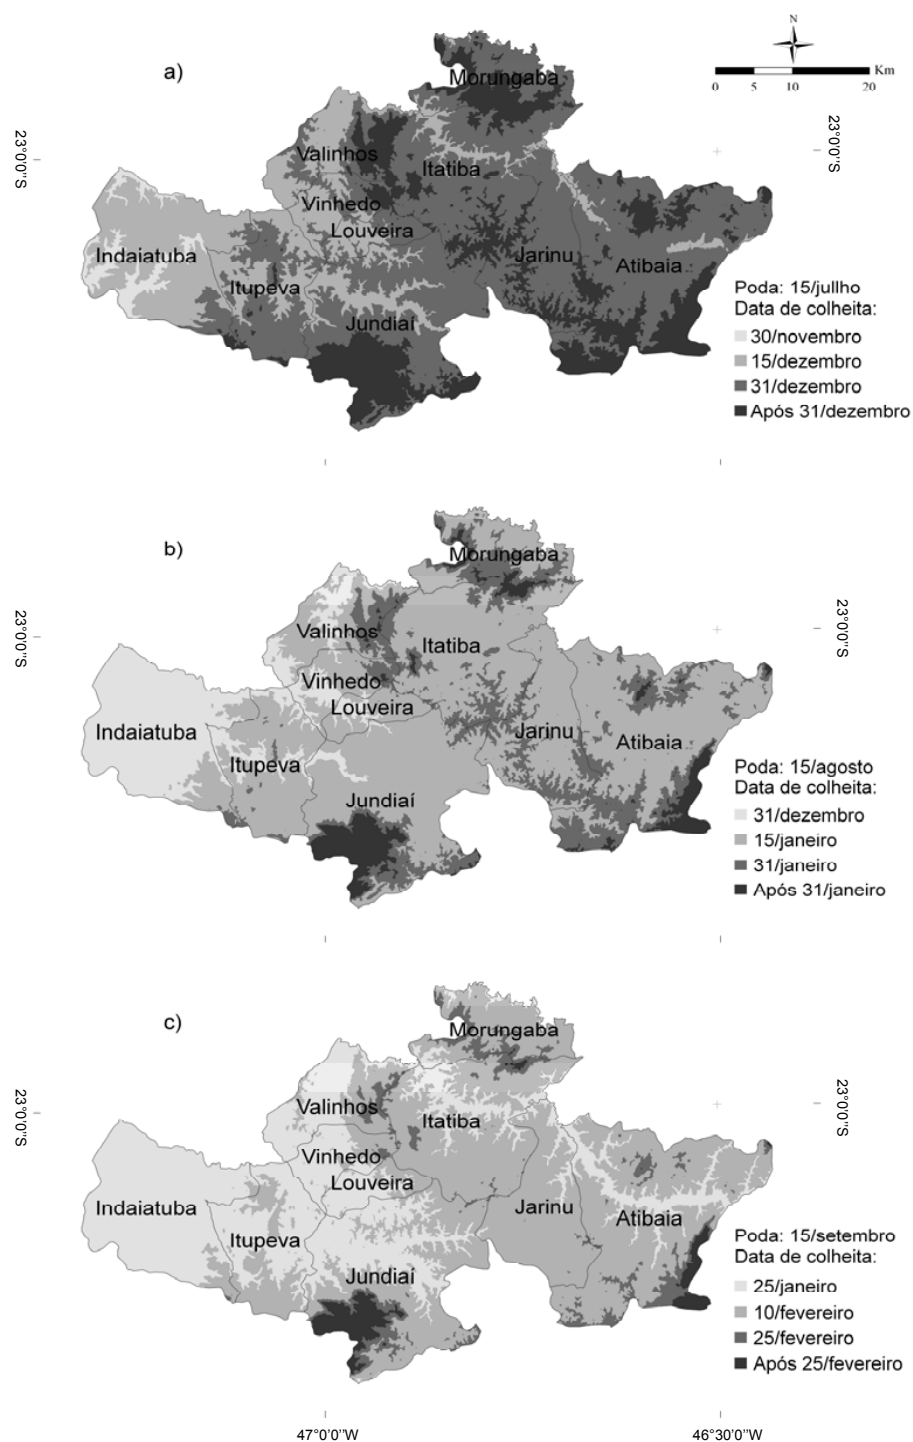 N
a)
Km
0 5 10 20
23°0'0"S
23°0'0"S
Morungaba
Valinhos
Itatiba
Vinhedo
Louveira
Indaiatuba
Jarinu
Atibaia
Itupeva
Jundiaí
Poda: 15/jullho
Data de colheita:
30/novembro
15/dezembro
31/dezembro
Após 31/dezembro
b)
23°0'0"S
23°0'0"S
Morungaba
Valinhos
Itatiba
Vinhedo
Louveira
Indaiatuba
Jarinu
Atibaia
Itupeva
Jundiaí
Poda: 15/agosto
Data de colheita:
31/dezembro
15/janeiro
31/janeiro
Após 31/janeiro
c)
23°0'0"S
23°0'0"S
Morungaba
Valinhos
Itatiba
Vinhedo
Louveira
Indaiatuba
Jarinu
Atibaia
Itupeva
Jundiaí
Poda: 15/setembro
Data de colheita:
25/janeiro
10/fevereiro
25/fevereiro
Após 25/fevereiro
47°0'0"W
46°30'0"W